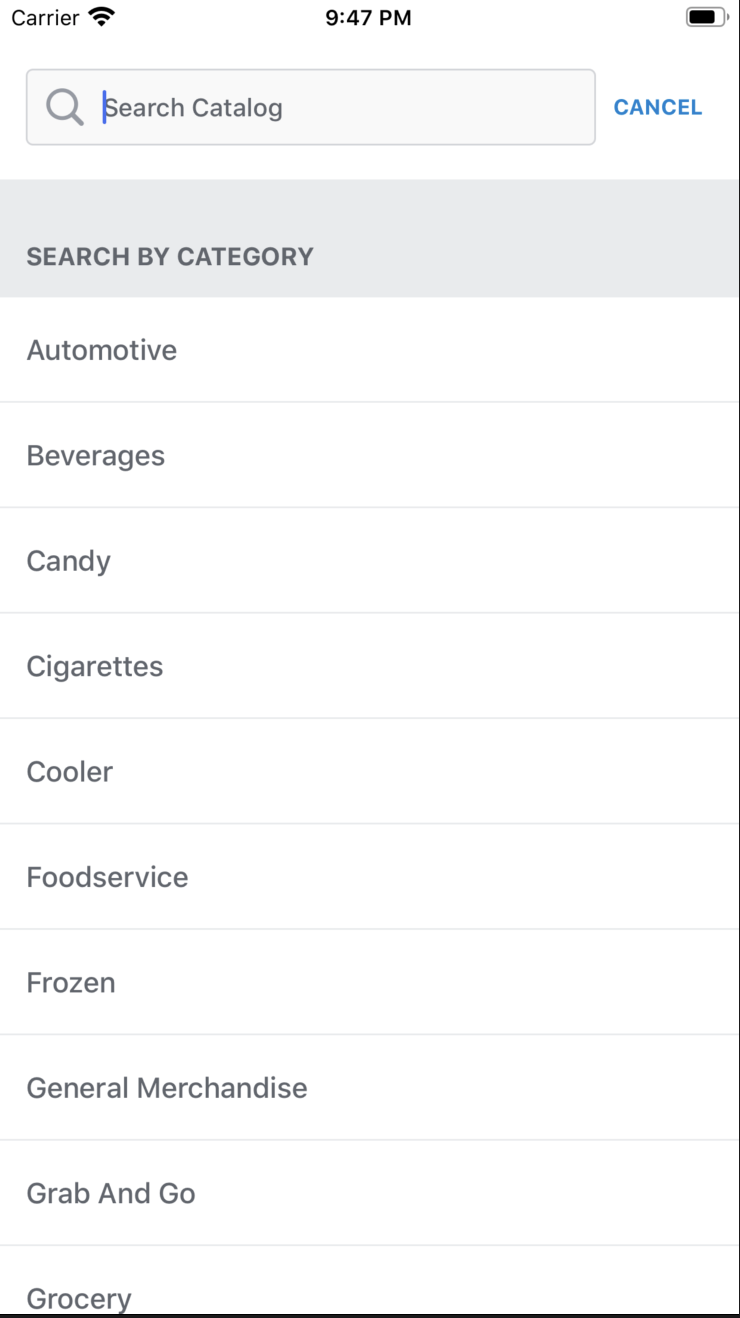 Carrier 9:47 PM
Search Catalog CANCEL
SEARCH BY CATEGORY
Automotive
Beverages
Candy
Cigarettes
Cooler
Foodservice
Frozen
General Merchandise
Grab And Go
Grocery